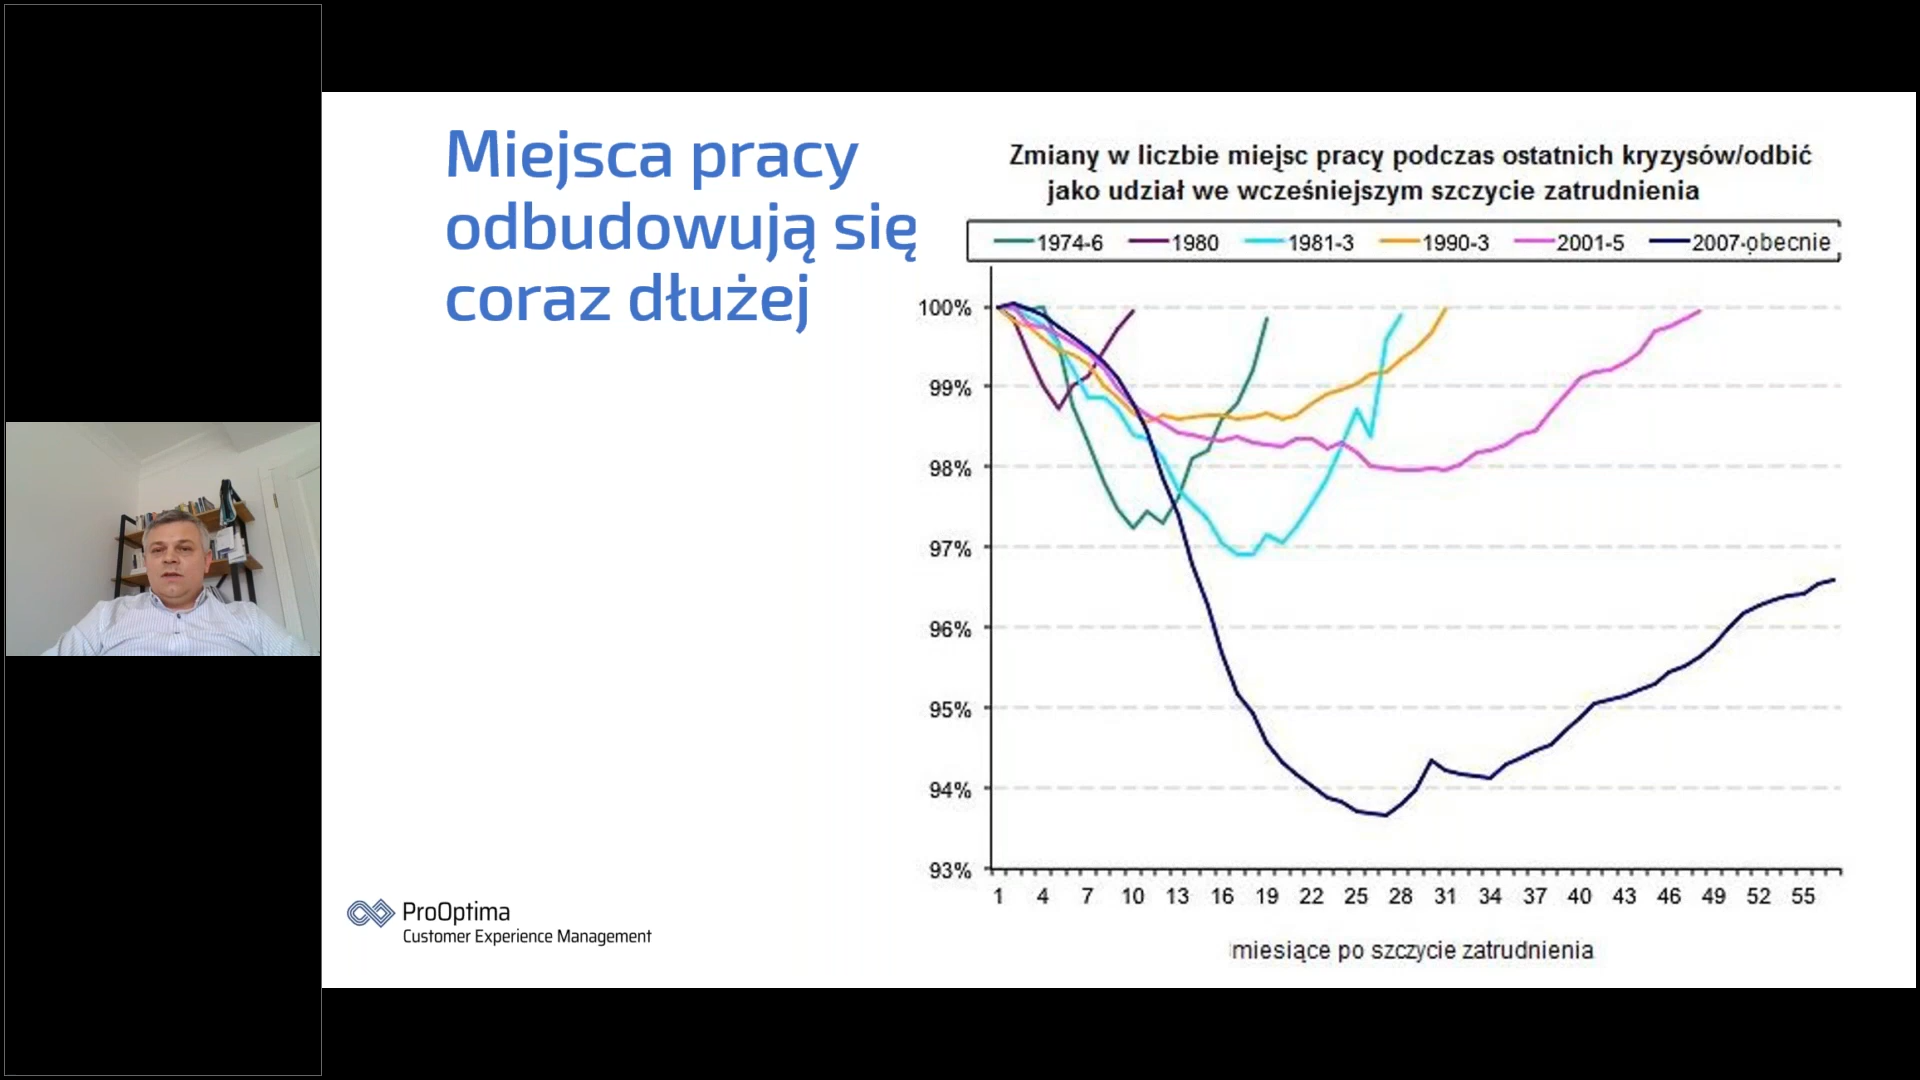 Miejsca pracy
odbudowują się
coraz dłużej
Zmiany w liczbie miejsc pracy podczas ostatnich kryzysów/odbić
jako udział we wcześniejszym szczycie zatrudnienia
1974-6 1980 1981-3 1990-3 2001-5 2007-obecnie
100%
99%
98%
97%
96%
95%
94%
93%
1 4 7 10 13 16 19 22 25 28 31 34 37 40 43 46 49 52 55
miesiące po szczycie zatrudnienia
ProOptima
Customer Experience Management